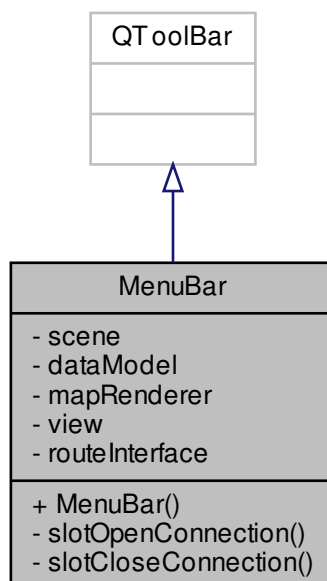 QToolBar
MenuBar
- scene
- dataModel
- mapRenderer
- view
- routeInterface
+ MenuBar()
- slotOpenConnection()
- slotCloseConnection()